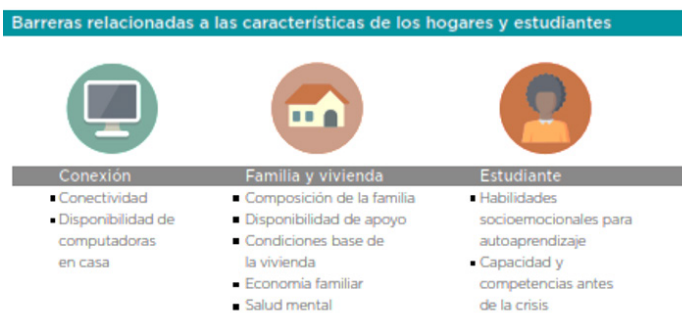 Barreras relacionadas a las características de los hogares y estudiantes
Conexión
▪ Conectividad
▪ Disponibilidad de
computadoras
en casa
Familia y vivienda
▪ Composición de la familia
▪ Disponibilidad de apoyo
▪ Condiciones base de
la vivienda
▪ Economía familiar
▪ Salud mental
Estudiante
▪ Habilidades
socioemocionales para
autoaprendizaje
▪ Capacidad y
competencias antes
de la crisis